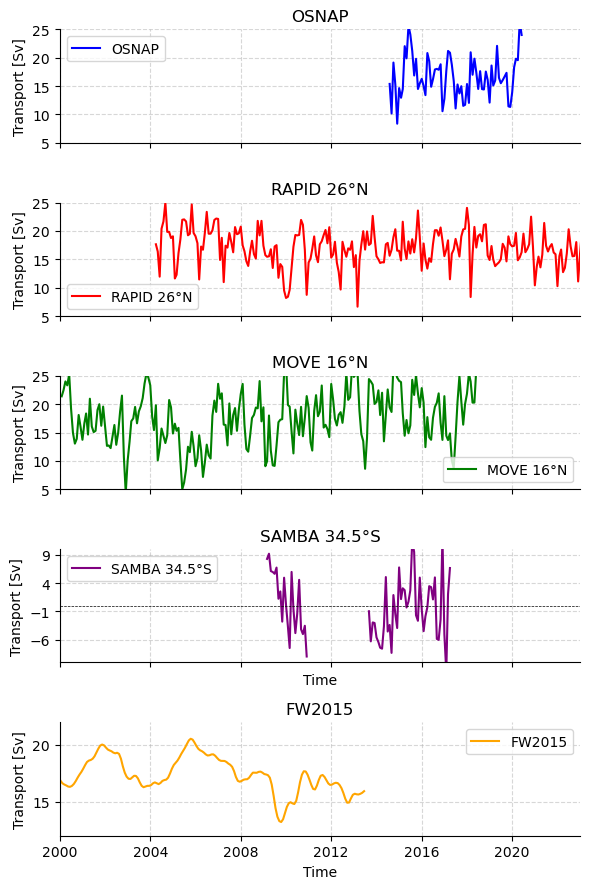 OSNAP
Transport [Sv]
25
20
15
10
5
OSNAP
RAPID 26°N
Transport [Sv]
25
20
15
10
5
RAPID 26°N
MOVE 16°N
Transport [Sv]
25
20
15
10
5
MOVE 16°N
SAMBA 34.5°S
Transport [Sv]
9
4
−1
−6
SAMBA 34.5°S
Time
FW2015
Transport [Sv]
20
15
FW2015
2000 2004 2008 2012 2016 2020
Time